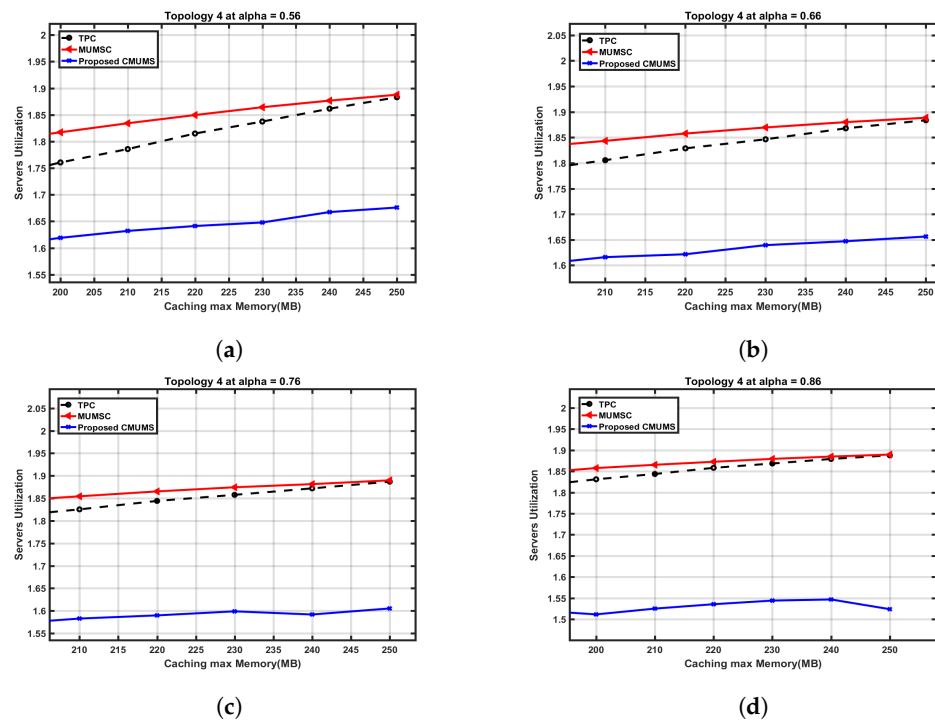 Topology 4 at alpha = 0.56
TPC
MUMSC
Proposed CMUMS
2
1.95
1.9
1.85
1.8
1.75
1.7
1.65
1.6
1.55
Servers Utilization
200 205 210 215 220 225 230 235 240 245 250
Caching max Memory(MB)
(a)
Topology 4 at alpha = 0.66
TPC
MUMSC
Proposed CMUMS
2.05
2
1.95
1.9
1.85
1.8
1.75
1.7
1.65
1.6
Servers Utilization
210 220 230 240 250
Caching max Memory(MB)
(b)
Topology 4 at alpha = 0.76
TPC
MUMSC
Proposed CMUMS
2.05
2
1.95
1.9
1.85
1.8
1.75
1.7
1.65
1.6
1.55
Servers Utilization
210 215 220 225 230 235 240 245 250
Caching max Memory(MB)
(c)
Topology 4 at alpha = 0.86
TPC
MUMSC
Proposed CMUMS
2
1.95
1.9
1.85
1.8
1.75
1.7
1.65
1.6
1.55
1.5
Servers Utilization
200 210 220 230 240 250
Caching max Memory(MB)
(d)